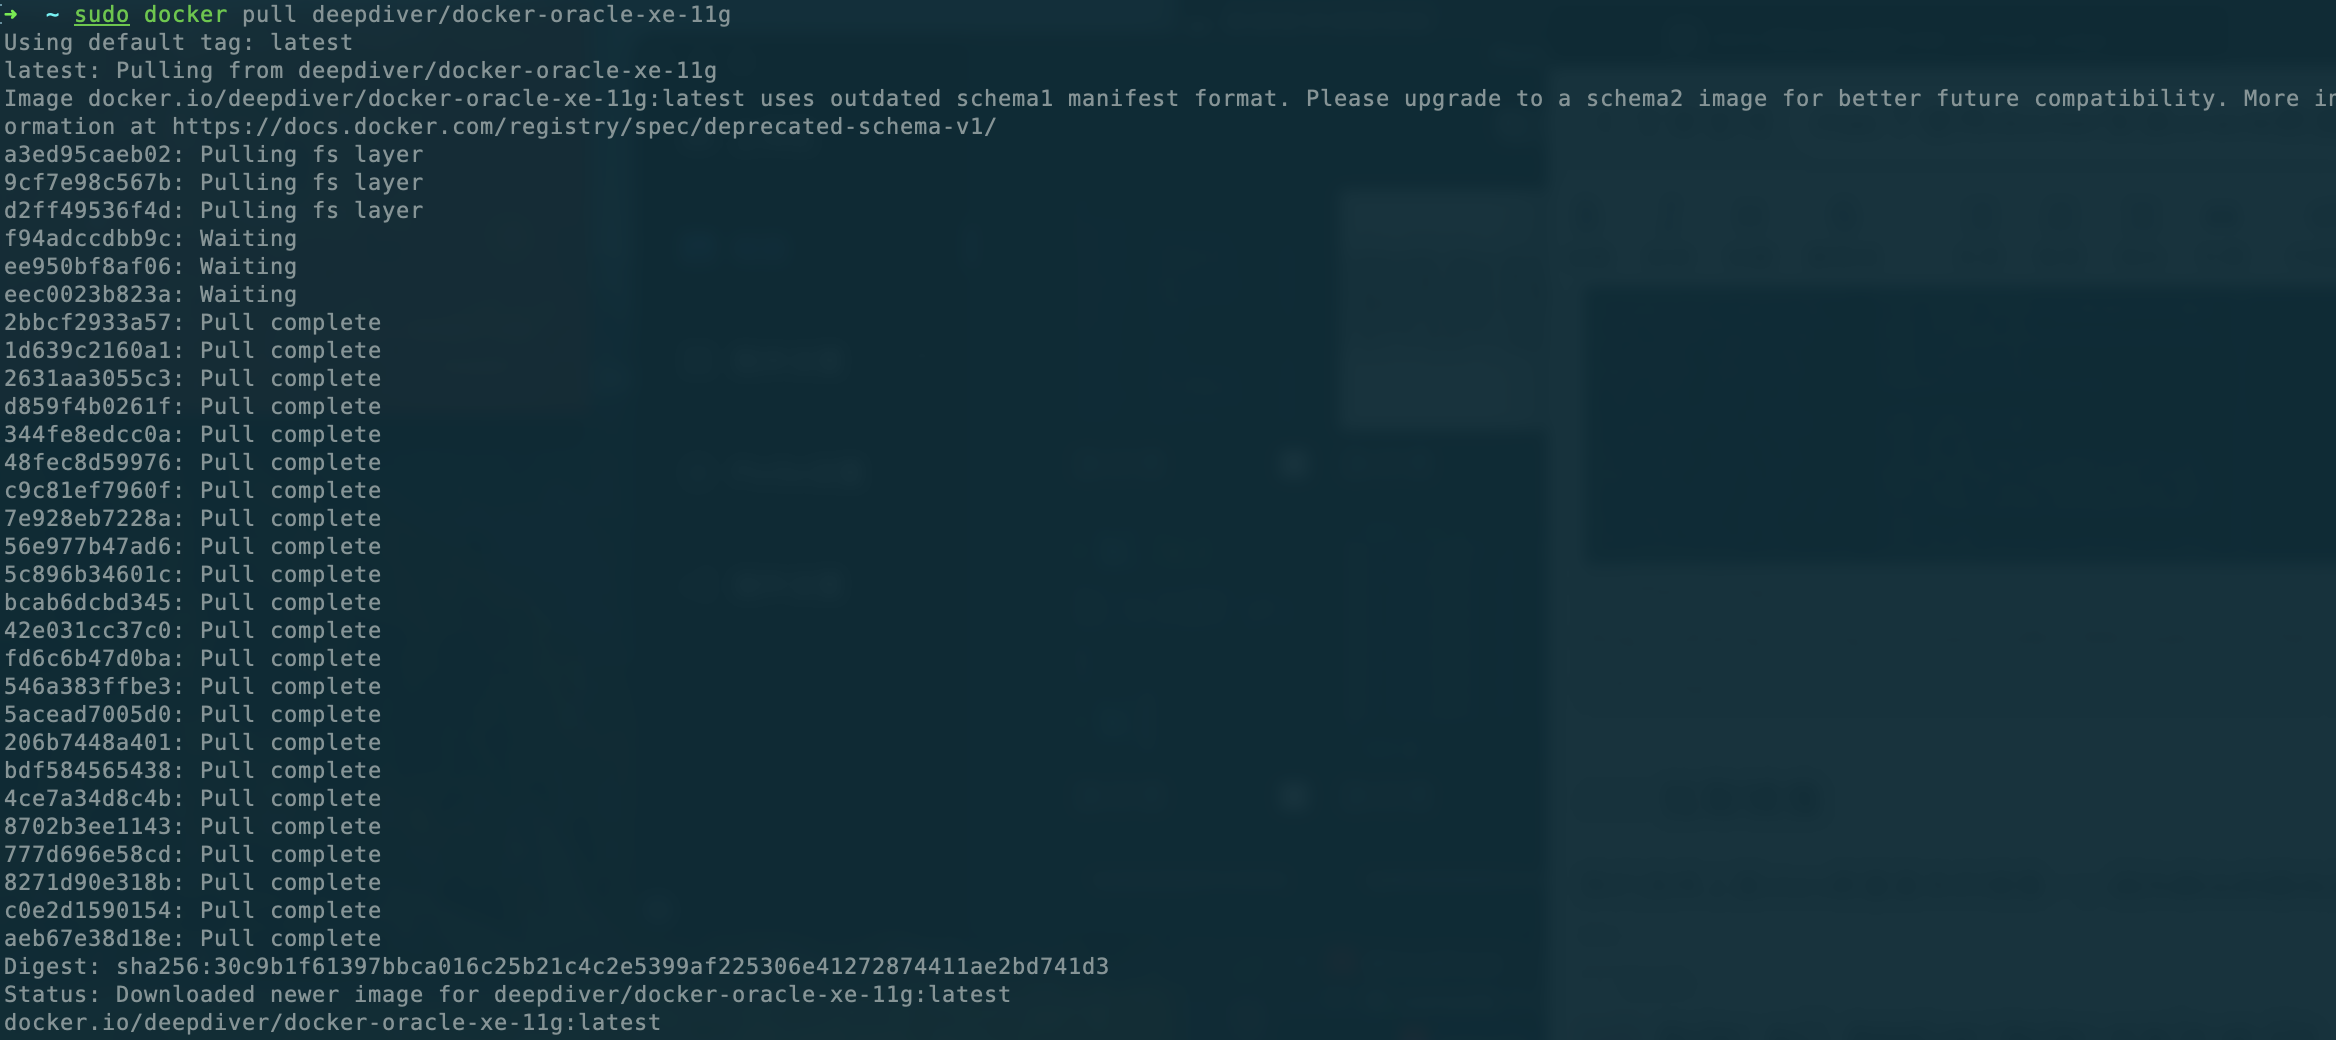 ➜  ~ sudo docker pull deepdiver/docker-oracle-xe-11g
Using default tag: latest
latest: Pulling from deepdiver/docker-oracle-xe-11g
Image docker.io/deepdiver/docker-oracle-xe-11g:latest uses outdated schema1 manifest format. Please upgrade to a schema2 image for better future compatibility. More in
ormation at https://docs.docker.com/registry/spec/deprecated-schema-v1/
a3ed95caeb02: Pulling fs layer
9cf7e98c567b: Pulling fs layer
d2ff49536f4d: Pulling fs layer
f94adccdbb9c: Waiting
ee950bf8af06: Waiting
eec0023b823a: Waiting
2bbcf2933a57: Pull complete
1d639c2160a1: Pull complete
2631aa3055c3: Pull complete
d859f4b0261f: Pull complete
344fe8edcc0a: Pull complete
48fec8d59976: Pull complete
c9c81ef7960f: Pull complete
7e928eb7228a: Pull complete
56e977b47ad6: Pull complete
5c896b34601c: Pull complete
bcab6dcbd345: Pull complete
42e031cc37c0: Pull complete
fd6c6b47d0ba: Pull complete
546a383ffbe3: Pull complete
5acead7005d0: Pull complete
206b7448a401: Pull complete
bdf584565438: Pull complete
4ce7a34d8c4b: Pull complete
8702b3ee1143: Pull complete
777d696e58cd: Pull complete
8271d90e318b: Pull complete
c0e2d1590154: Pull complete
aeb67e38d18e: Pull complete
Digest: sha256:30c9b1f61397bbca016c25b21c4c2e5399af225306e41272874411ae2bd741d3
Status: Downloaded newer image for deepdiver/docker-oracle-xe-11g:latest
docker.io/deepdiver/docker-oracle-xe-11g:latest